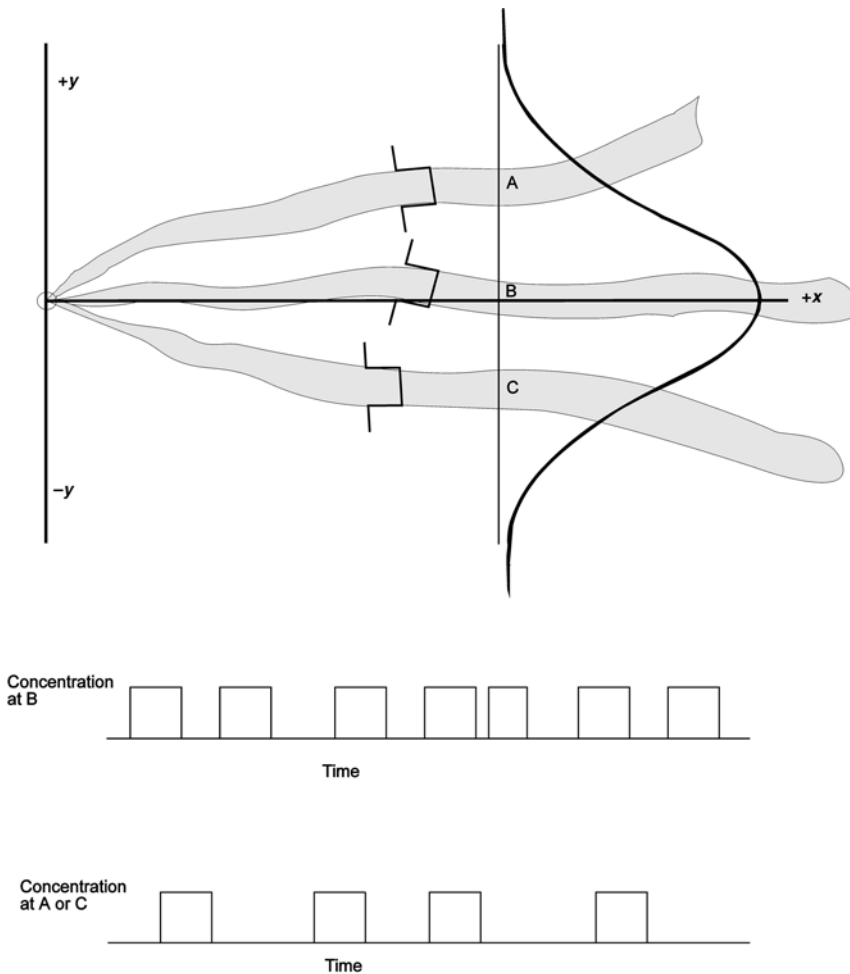 +y
A
B
+x
C
–y
Concentration
at B
Time
Concentration
at A or C
Time